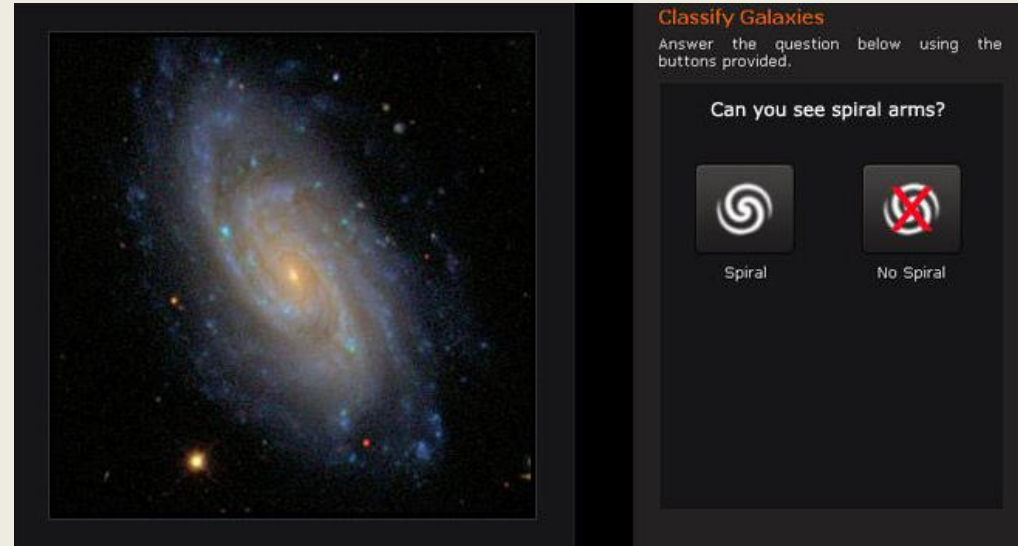 Classify Galaxies
Answer the question below using the
buttons provided.
Can you see spiral arms?
Spiral
No Spiral